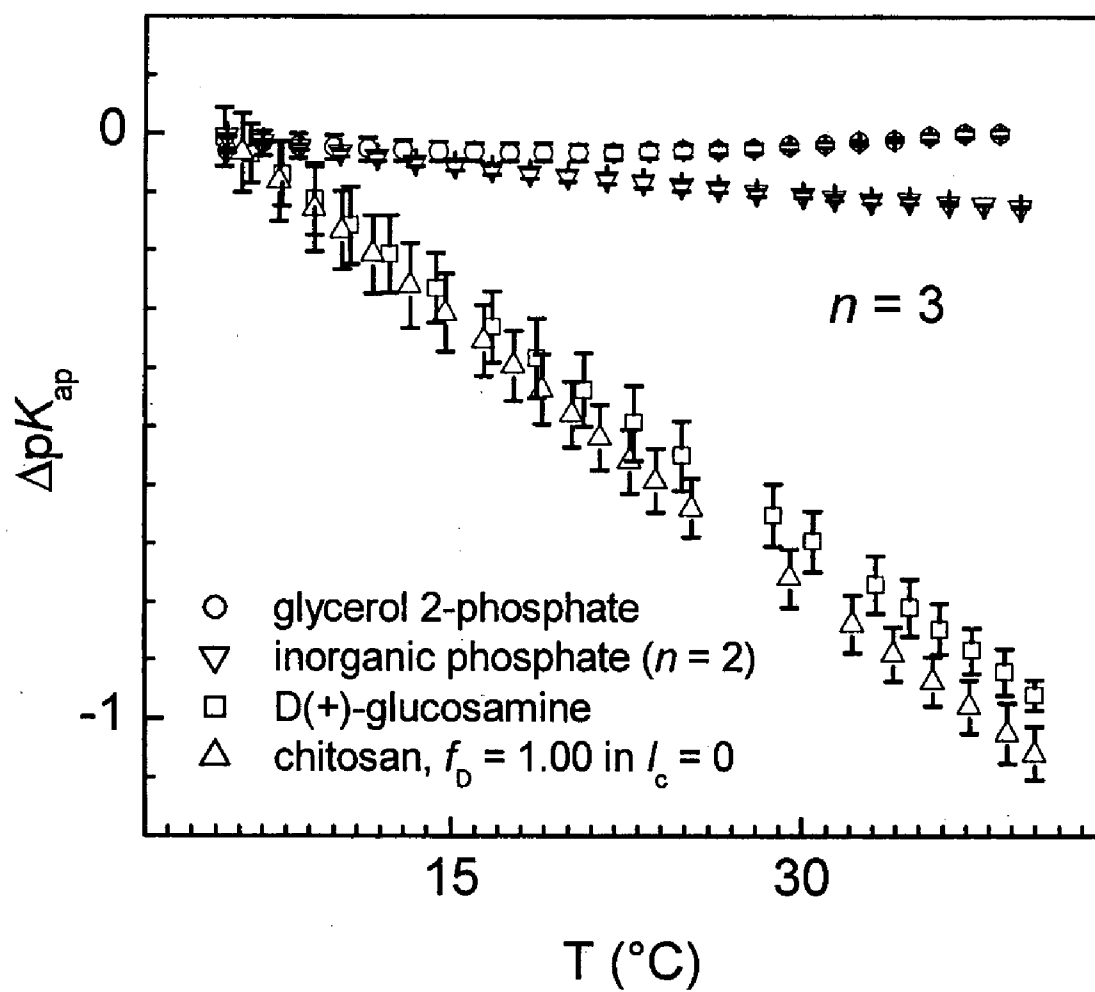 0
n = 3
ΔpKap
glycerol 2-phosphate
inorganic phosphate (n = 2)
D(+)-glucosamine
-1
chitosan, fD = 1.00 in Ic = 0
15
30
T (°C)